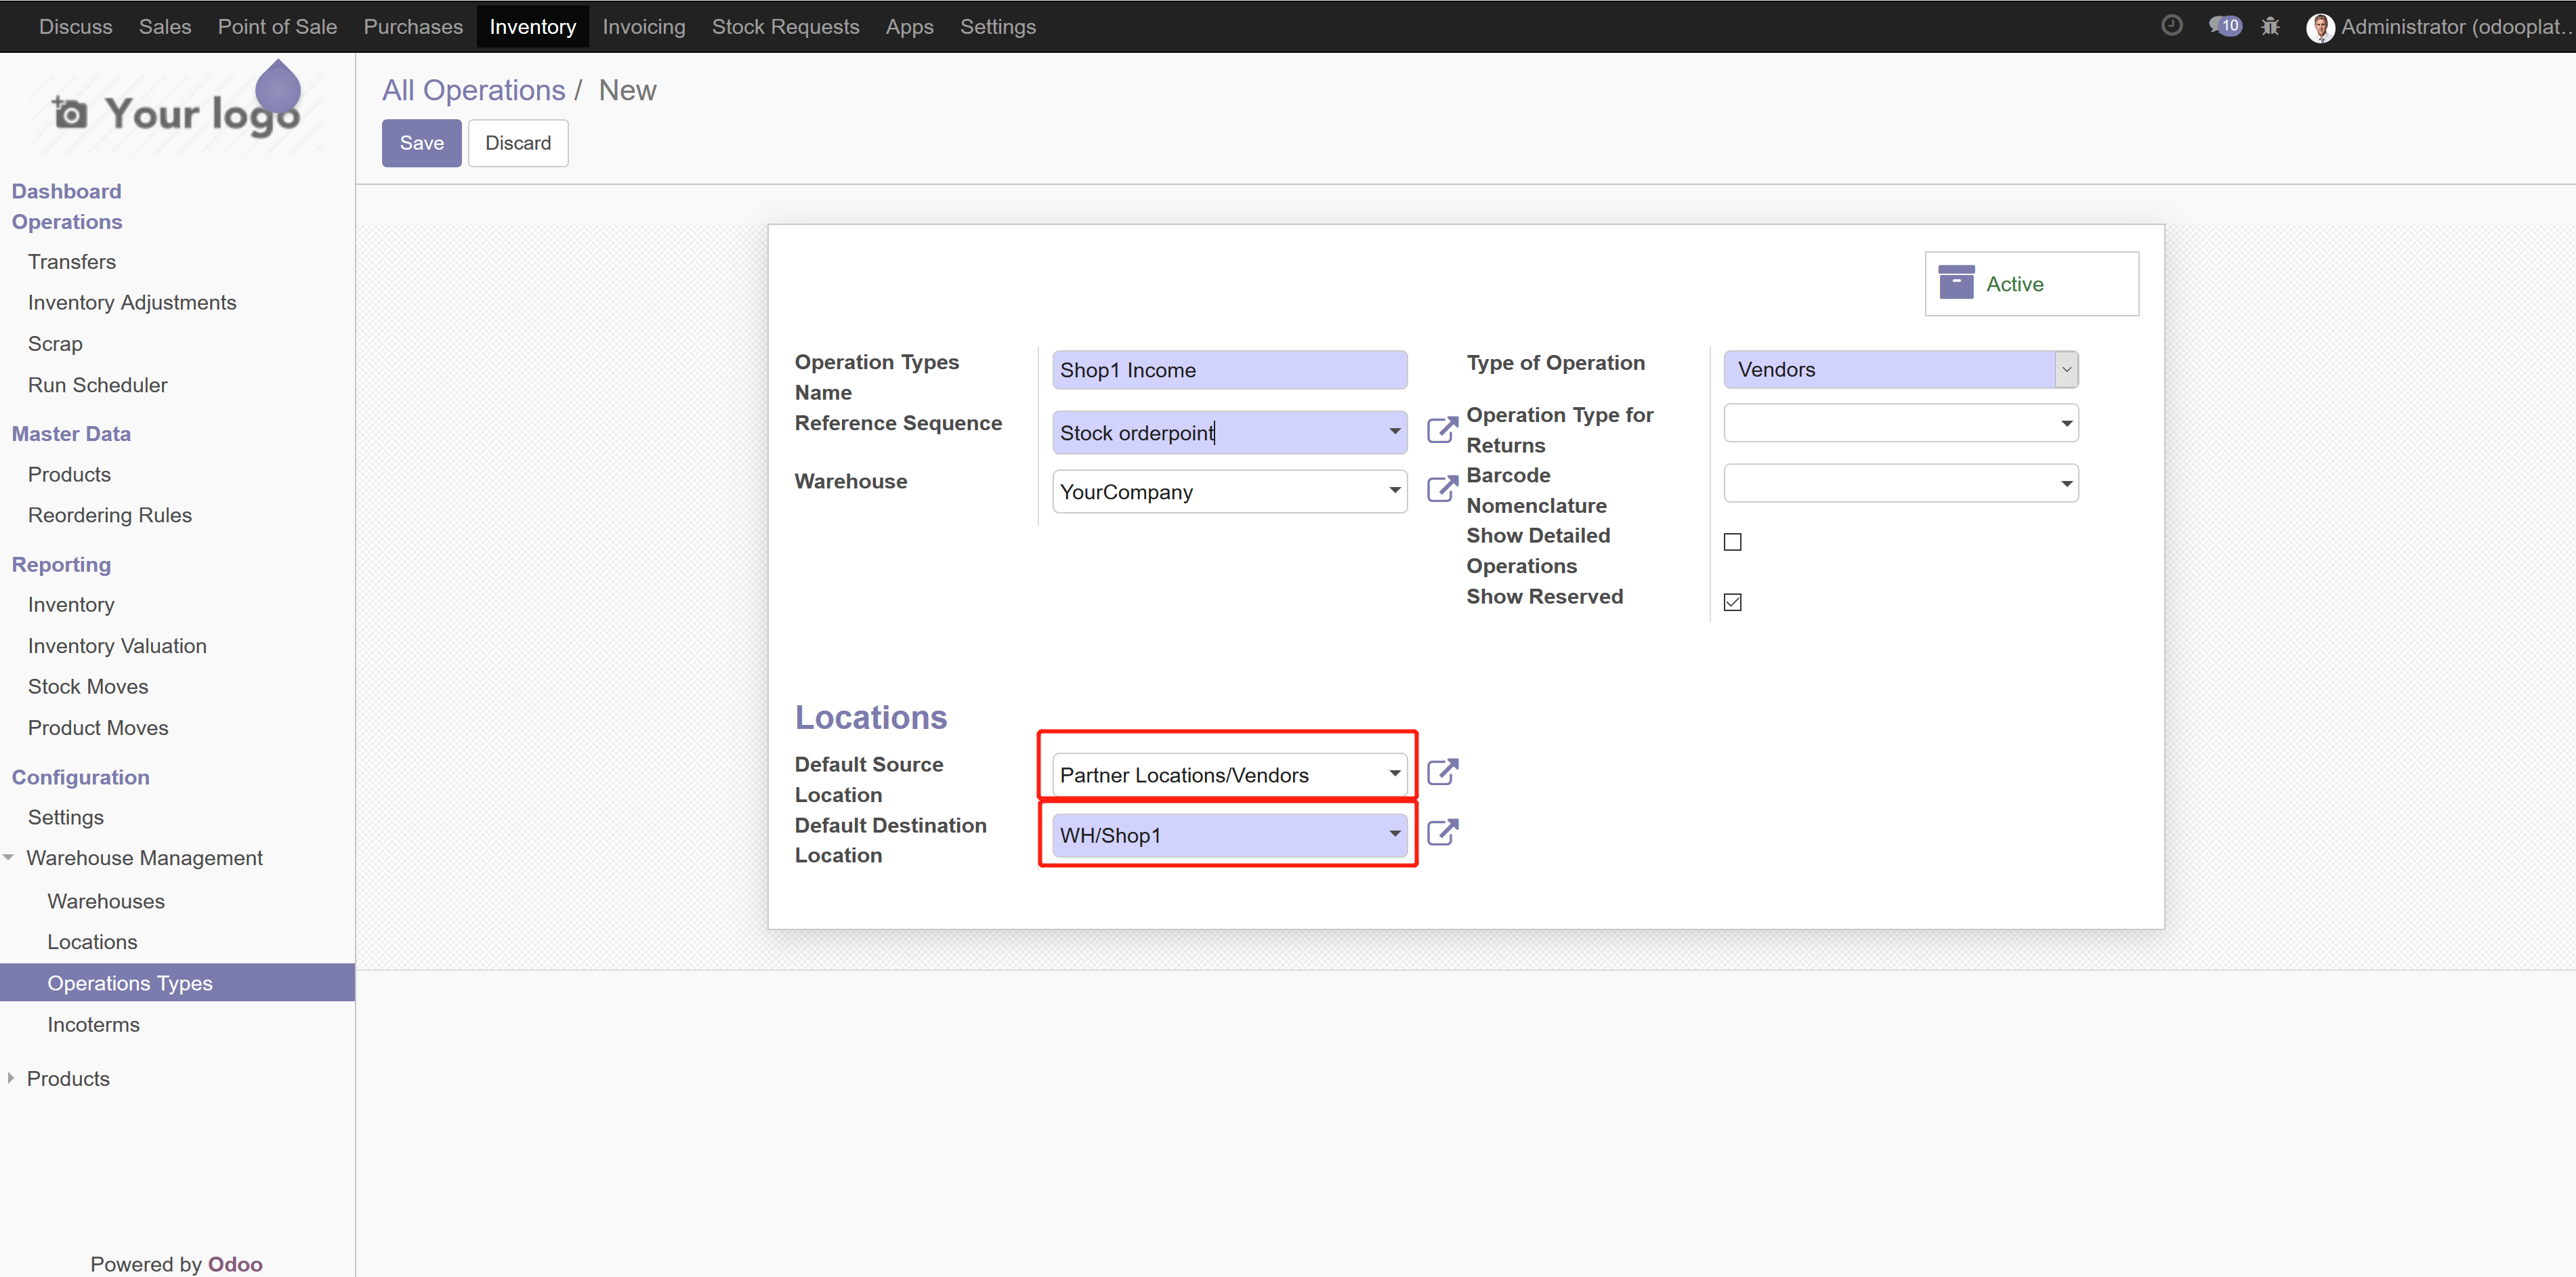 Discuss Sales Point of Sale Purchases Inventory Invoicing Stock Requests Apps Settings 10 Administrator (odooplat...
Your logo
Dashboard
Operations
Transfers
Inventory Adjustments
Scrap
Run Scheduler
Master Data
Products
Reordering Rules
Reporting
Inventory
Inventory Valuation
Stock Moves
Product Moves
Configuration
Settings
Warehouse Management
Warehouses
Locations
Operations Types
Incoterms
Products
Powered by Odoo
All Operations / New
Save Discard
Active
Operation Types
Name
Shop1 Income
Reference Sequence
Stock orderpoint
Warehouse
YourCompany
Type of Operation
Vendors
Operation Type for
Returns
Barcode
Nomenclature
Show Detailed
Operations
Show Reserved
Locations
Default Source
Location
Partner Locations/Vendors
Default Destination
Location
WH/Shop1